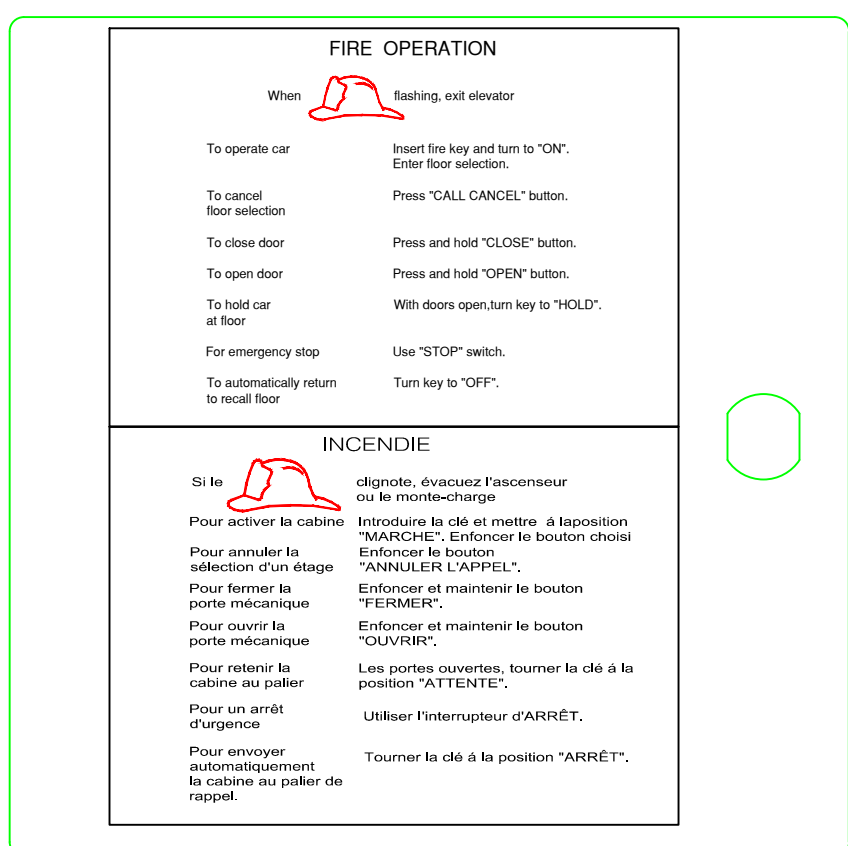 FIRE OPERATION
When flashing, exit elevator
To operate car Insert fire key and turn to "ON".
Enter floor selection.
To cancel Press "CALL CANCEL" button.
floor selection
To close door Press and hold "CLOSE" button.
To open door Press and hold "OPEN" button.
To hold car With doors open,turn key to "HOLD".
at floor
For emergency stop Use "STOP" switch.
To automatically return Turn key to "OFF".
to recall floor
INCENDIE
Si le clignote, évacuez l'ascenseur
ou le monte-charge
Pour activer la cabine Introduire la clé et mettre á laposition
"MARCHE". Enfoncer le bouton choisi
Pour annuler la Enfoncer le bouton
sélection d'un étage "ANNULER L'APPEL".
Pour fermer la Enfoncer et maintenir le bouton
porte mécanique "FERMER".
Pour ouvrir la Enfoncer et maintenir le bouton
porte mécanique "OUVRIR".
Pour retenir la Les portes ouvertes, tourner la clé á la
cabine au palier position "ATTENTE".
Pour un arrêt
d'urgence Utiliser l'interrupteur d'ARRÊT.
Pour envoyer Tourner la clé á la position "ARRÊT".
automatiquement
la cabine au palier de
rappel.